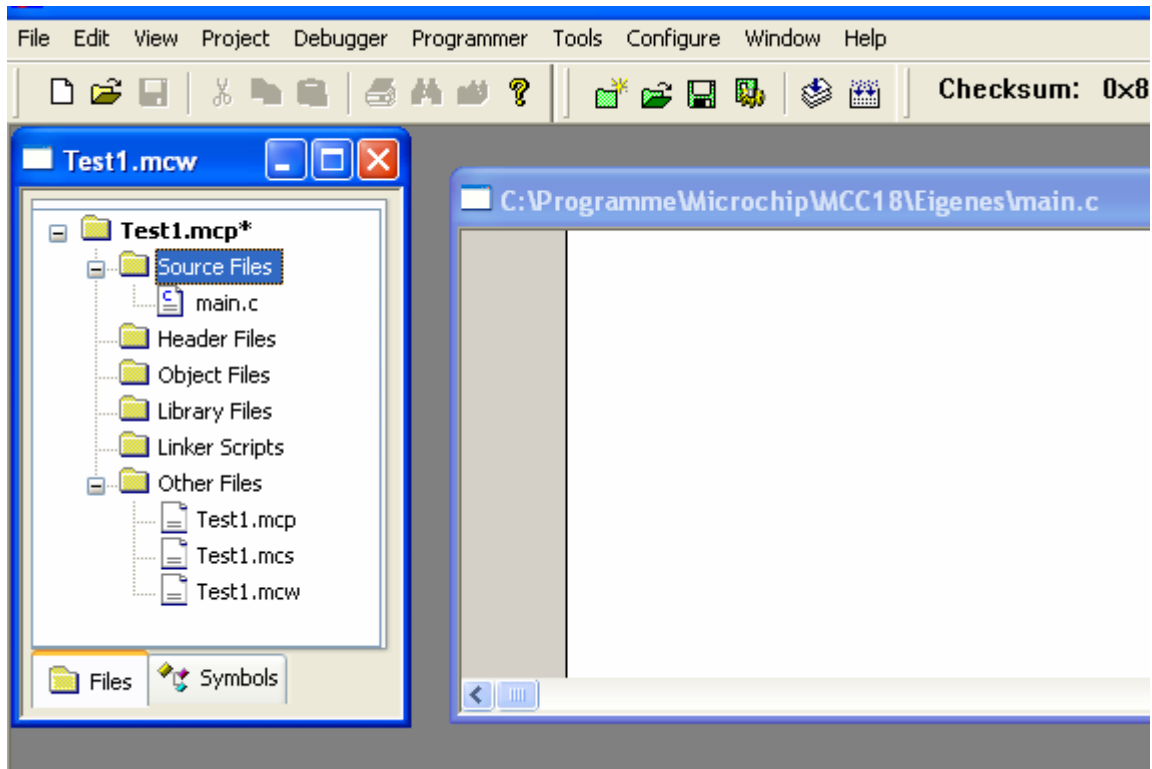 File Edit View Project Debugger Programmer Tools Configure Window Help
Checksum: 0x8
Test1.mcw
C:\Programme\Microchip\MCC18\Eigenes\main.c
Test1.mcp*
Source Files
main.c
Header Files
Object Files
Library Files
Linker Scripts
Other Files
Test1.mcp
Test1.mcs
Test1.mcw
Files Symbols